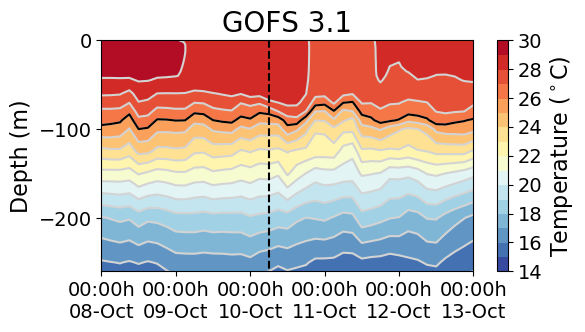 GOFS 3.1
0
−100
−200
Depth (m)
00:00h 00:00h 00:00h 00:00h 00:00h 00:00h
08-Oct 09-Oct 10-Oct 11-Oct 12-Oct 13-Oct
30
28
26
24
22
20
18
16
14
Temperature (°C)